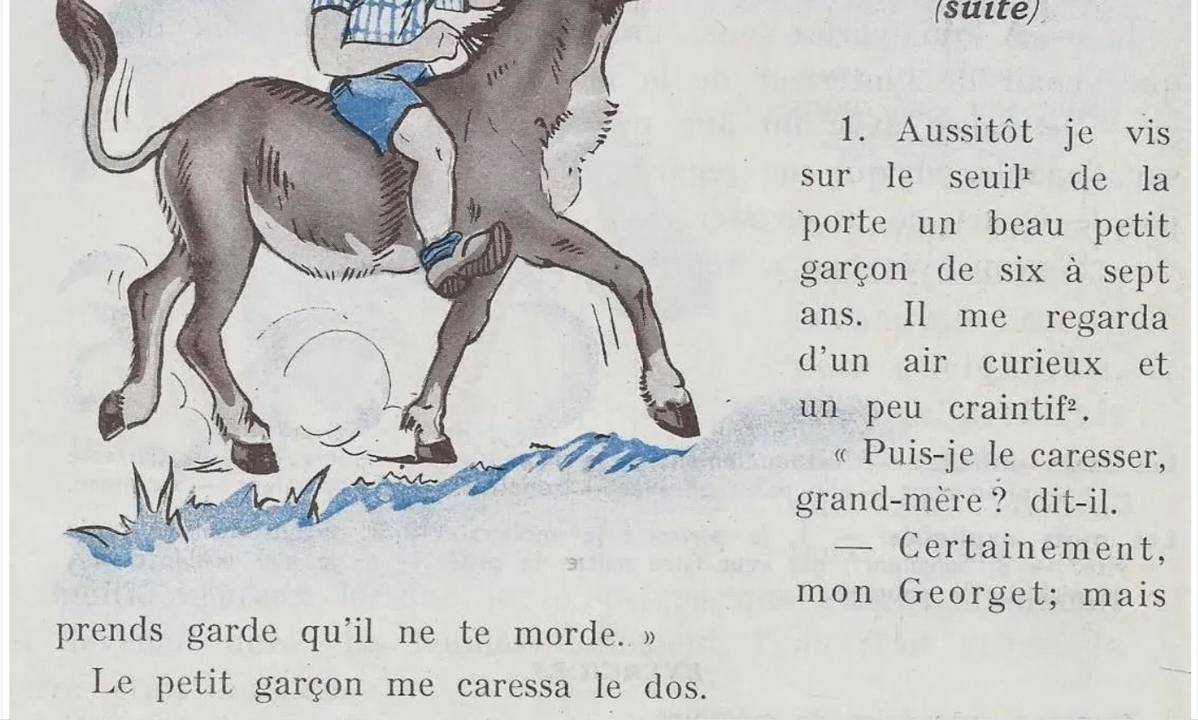 (suite)
1. Aussitôt je vis
sur le seuil¹ de la
porte un beau petit
garçon de six à sept
ans. Il me regarda
d'un air curieux et
un peu craintif².
« Puis-je le caresser,
grand-mère ? dit-il.
— Certainement,
mon Georget; mais
prends garde qu'il ne te morde. »
Le petit garçon me caressa le dos.